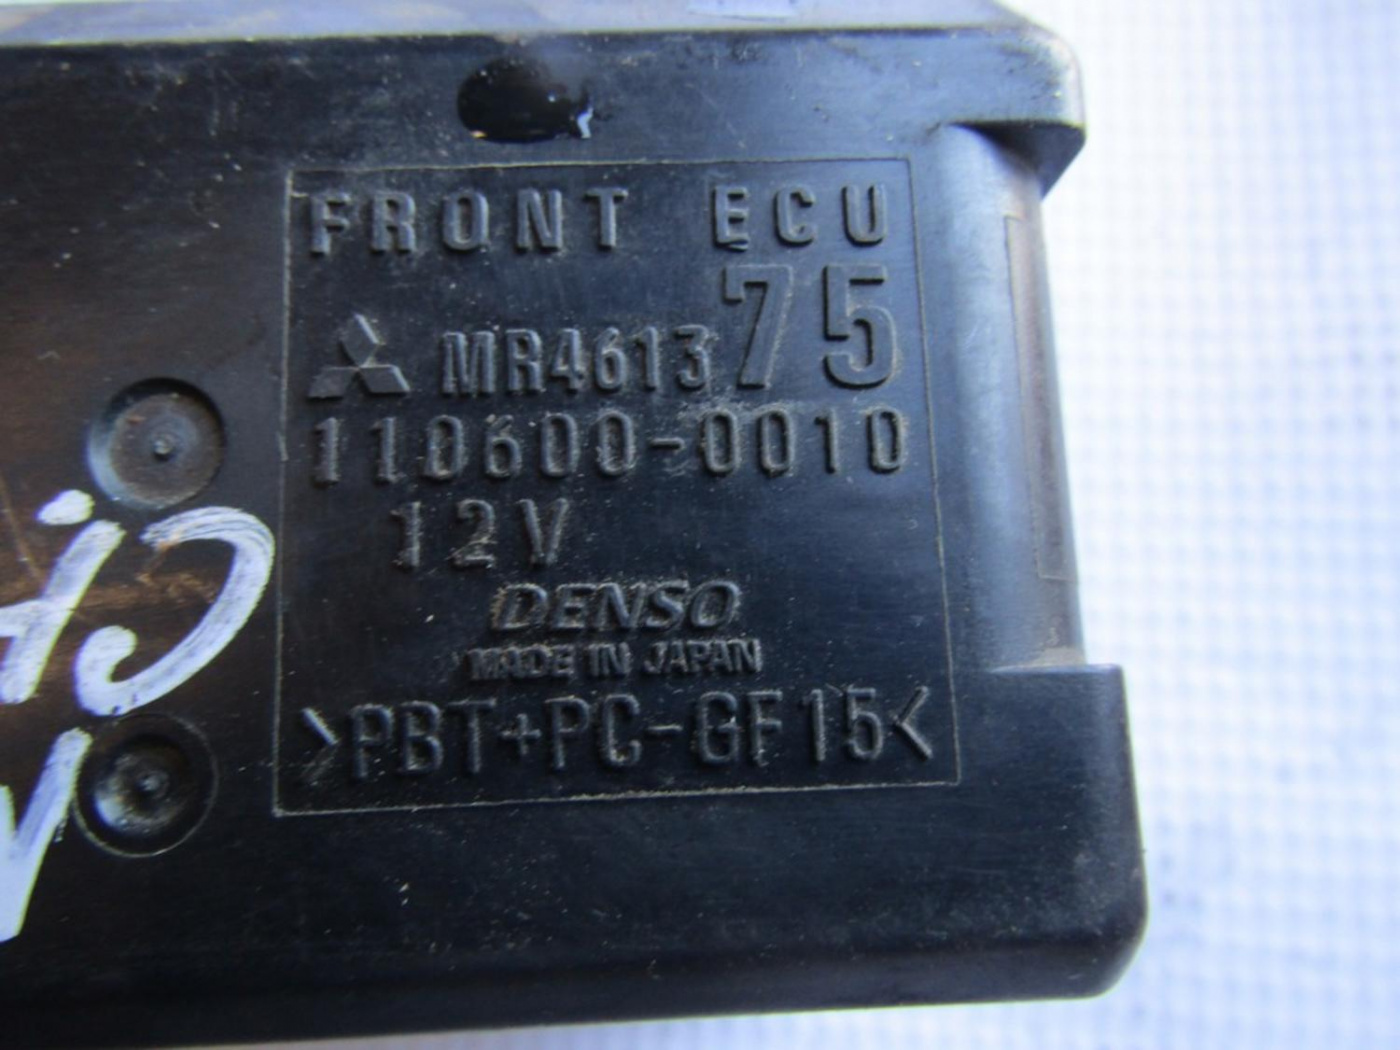 FRONT ECU
MR461375
110600-0010
12V
DENSO
MADE IN JAPAN
>PBT+PC-GF15<